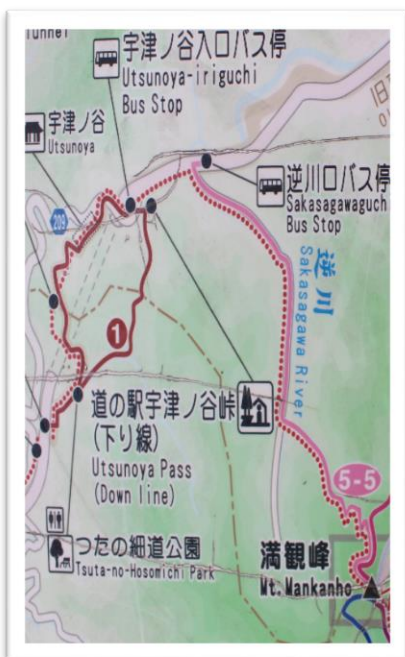 Tunnel
宇津ノ谷入口バス停
Utsunoya-iriguchi
Bus Stop
宇津ノ谷
Utsunoya
旧
逆川口バス停
Sakasagawaguch
Bus Stop
逆川
Sakasagawa River
209
1
道の駅宇津ノ谷峠
(下り線)
Utsunoya Pass
(Down line)
5-5
つたの細道公園
Tsuta-no-Hosomichi Park
満観峰
Mt. Mankanho